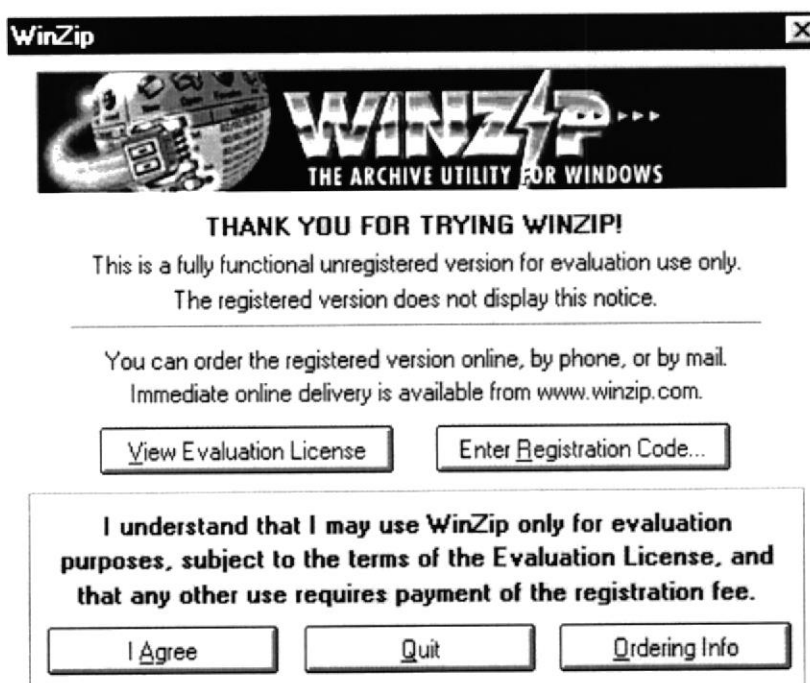 WinZip
WINZIP
THE ARCHIVE UTILITY FOR WINDOWS
THANK YOU FOR TRYING WINZIP!
This is a fully functional unregistered version for evaluation use only.
The registered version does not display this notice.
You can order the registered version online, by phone, or by mail.
Immediate online delivery is available from www.winzip.com.
View Evaluation License
Enter Registration Code...
I understand that I may use WinZip only for evaluation
purposes, subject to the terms of the Evaluation License, and
that any other use requires payment of the registration fee.
I Agree
Quit
Ordering Info